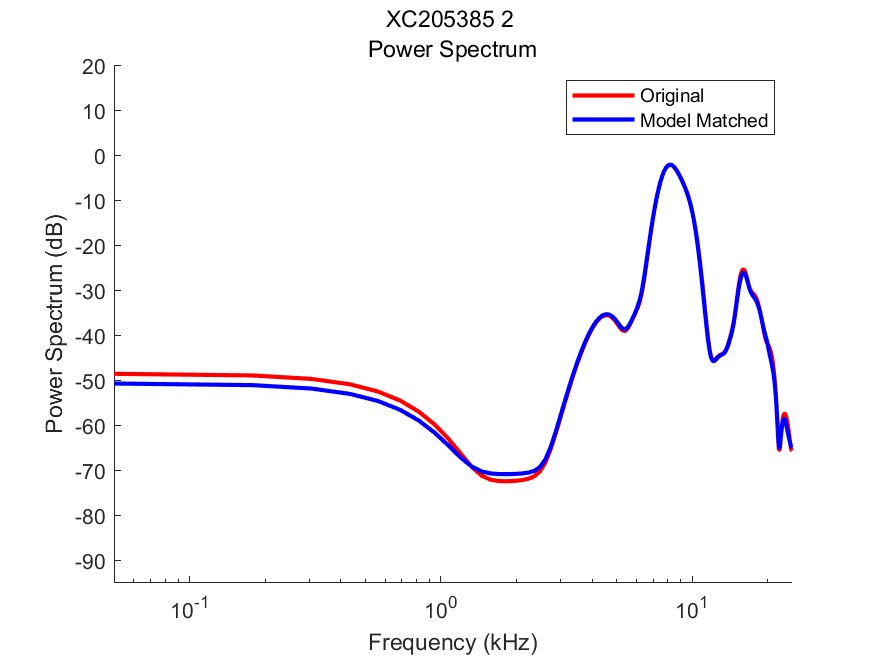 XC205385 2
Power Spectrum
20
10
0
-10
-20
-30
-40
-50
-60
-70
-80
-90
Power Spectrum (dB)
Original
Model Matched
10-1
100
101
Frequency (kHz)